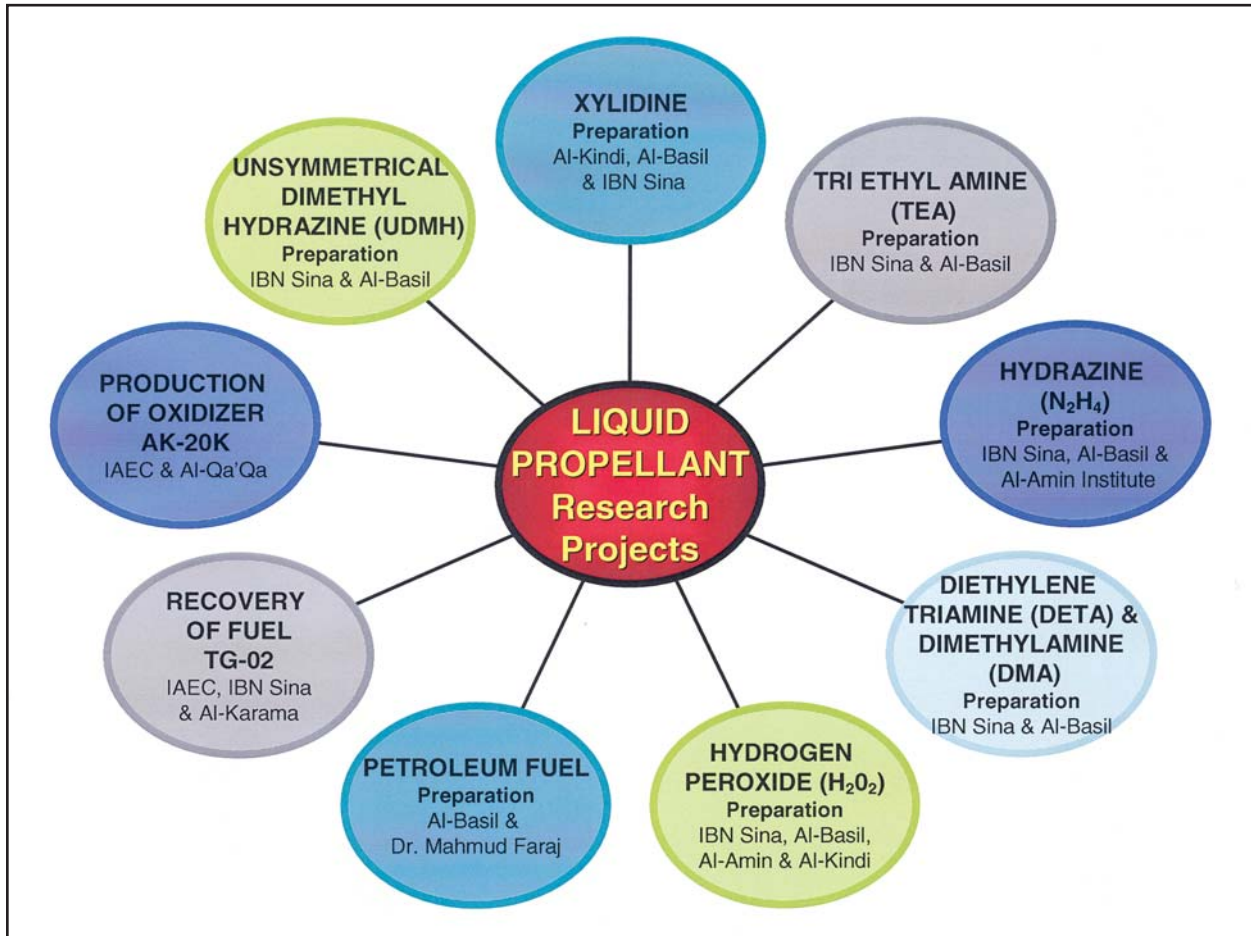 XYLIDINE
Preparation
Al-Kindi, Al-Basil
& IBN Sina
TRI ETHYL AMINE
(TEA)
Preparation
IBN Sina & Al-Basil
HYDRAZINE
(N₂H₄)
Preparation
IBN Sina, Al-Basil &
Al-Amin Institute
DIETHYLENE
TRIAMINE (DETA) &
DIMETHYLAMINE
(DMA)
Preparation
IBN Sina & Al-Basil
HYDROGEN
PEROXIDE (H₂0₂)
Preparation
IBN Sina, Al-Basil,
Al-Amin & Al-Kindi
PETROLEUM FUEL
Preparation
Al-Basil &
Dr. Mahmud Faraj
RECOVERY
OF FUEL
TG-02
IAEC, IBN Sina
& Al-Karama
PRODUCTION
OF OXIDIZER
AK-20K
IAEC & Al-Qa'Qa
UNSYMMETRICAL
DIMETHYL
HYDRAZINE (UDMH)
Preparation
IBN Sina & Al-Basil
LIQUID
PROPELLANT
Research
Projects